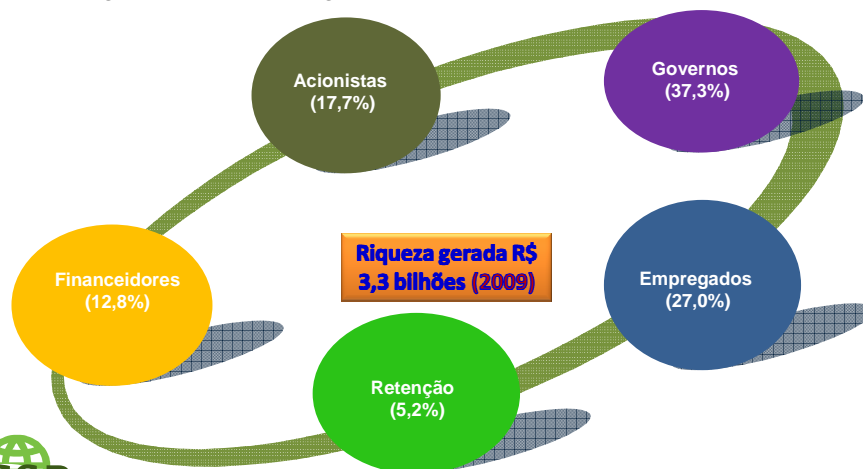 Acionistas
(17,7%)
Governos
(37,3%)
Riqueza gerada R$
3,3 bilhões (2009)
Financeidores
(12,8%)
Empregados
(27,0%)
Retenção
(5,2%)